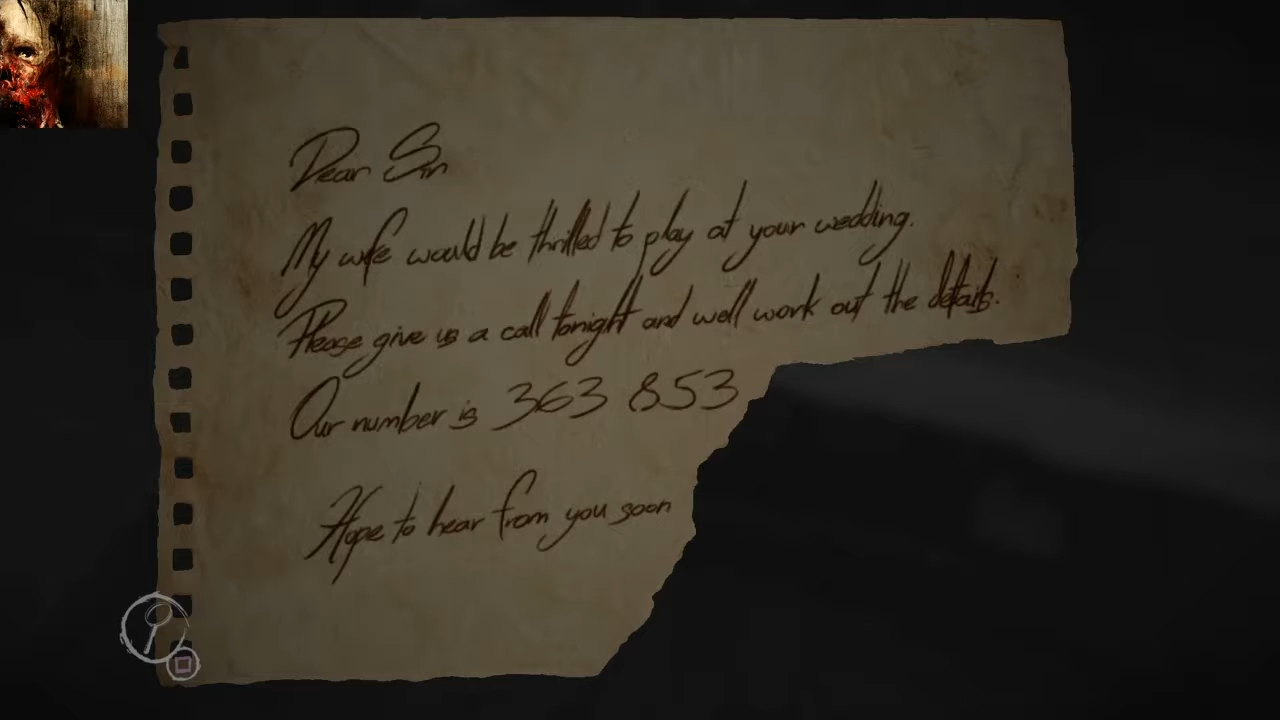 Dear Sir
My wife would be thrilled to play at your wedding.
Please give us a call tonight and we'll work out the details.
Our number is 363 853
Hope to hear from you soon